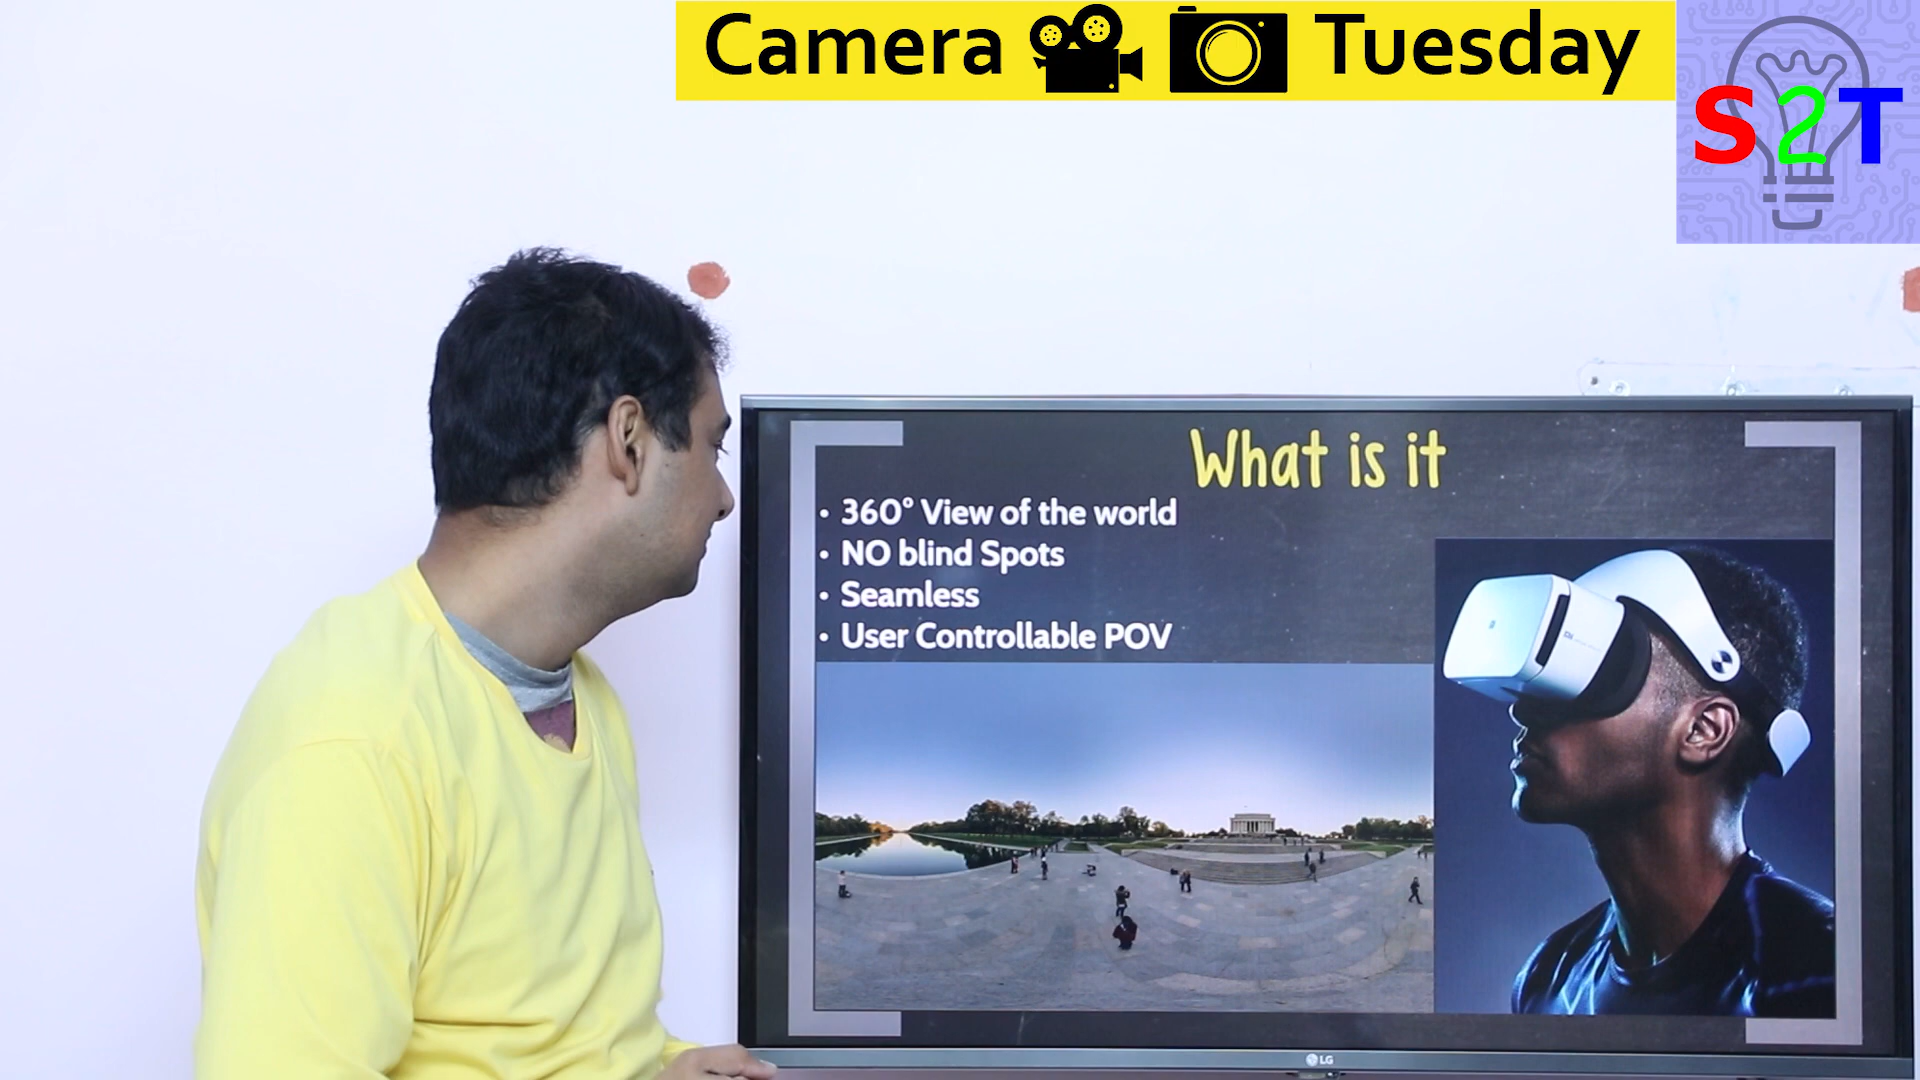 Camera Tuesday
S2T
What is it
• 360° View of the world
• NO blind Spots
• Seamless
• User Controllable POV
mi
LG